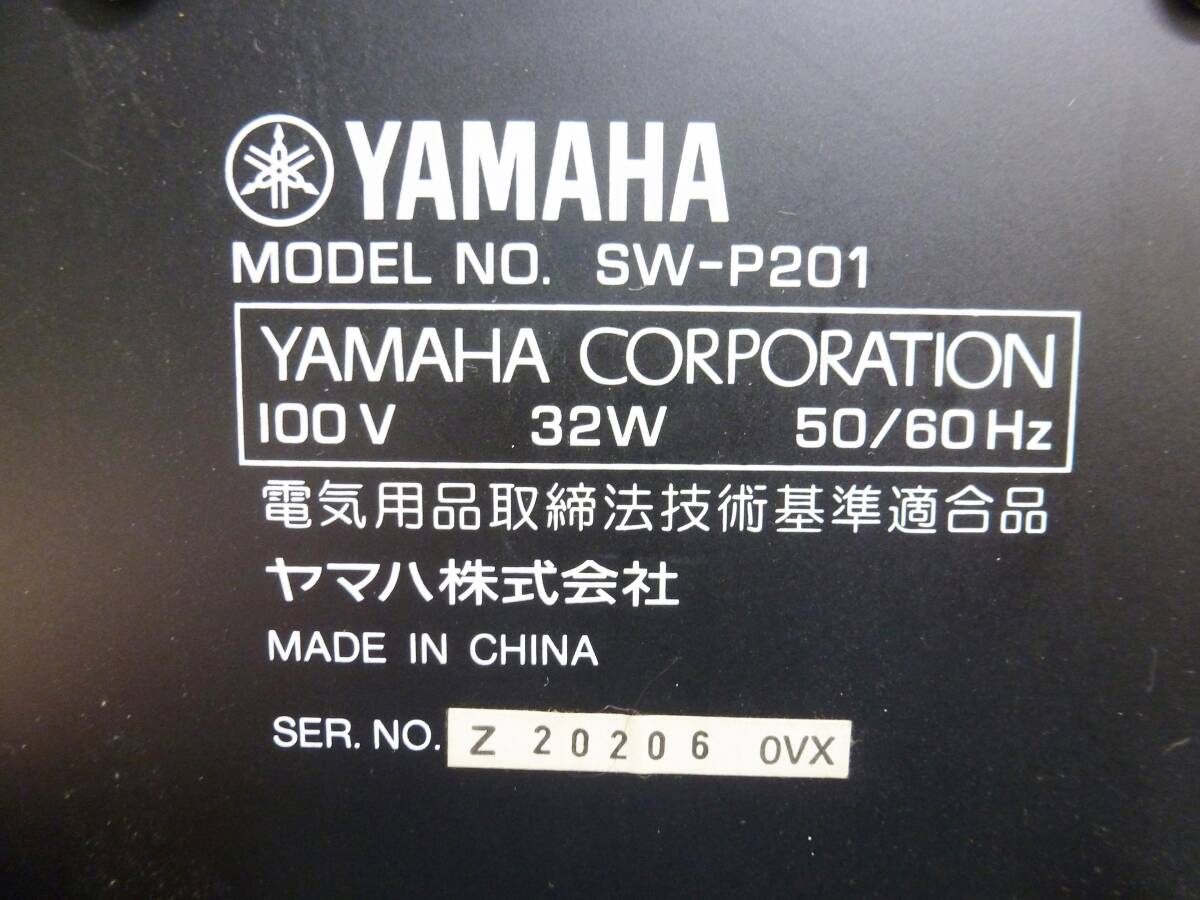 YAMAHA
MODEL NO. SW-P201
YAMAHA CORPORATION
100V 32W 50/60Hz
電気用品取締法技術基準適合品
ヤマハ株式会社
MADE IN CHINA
SER. NO. Z 20206 OVX